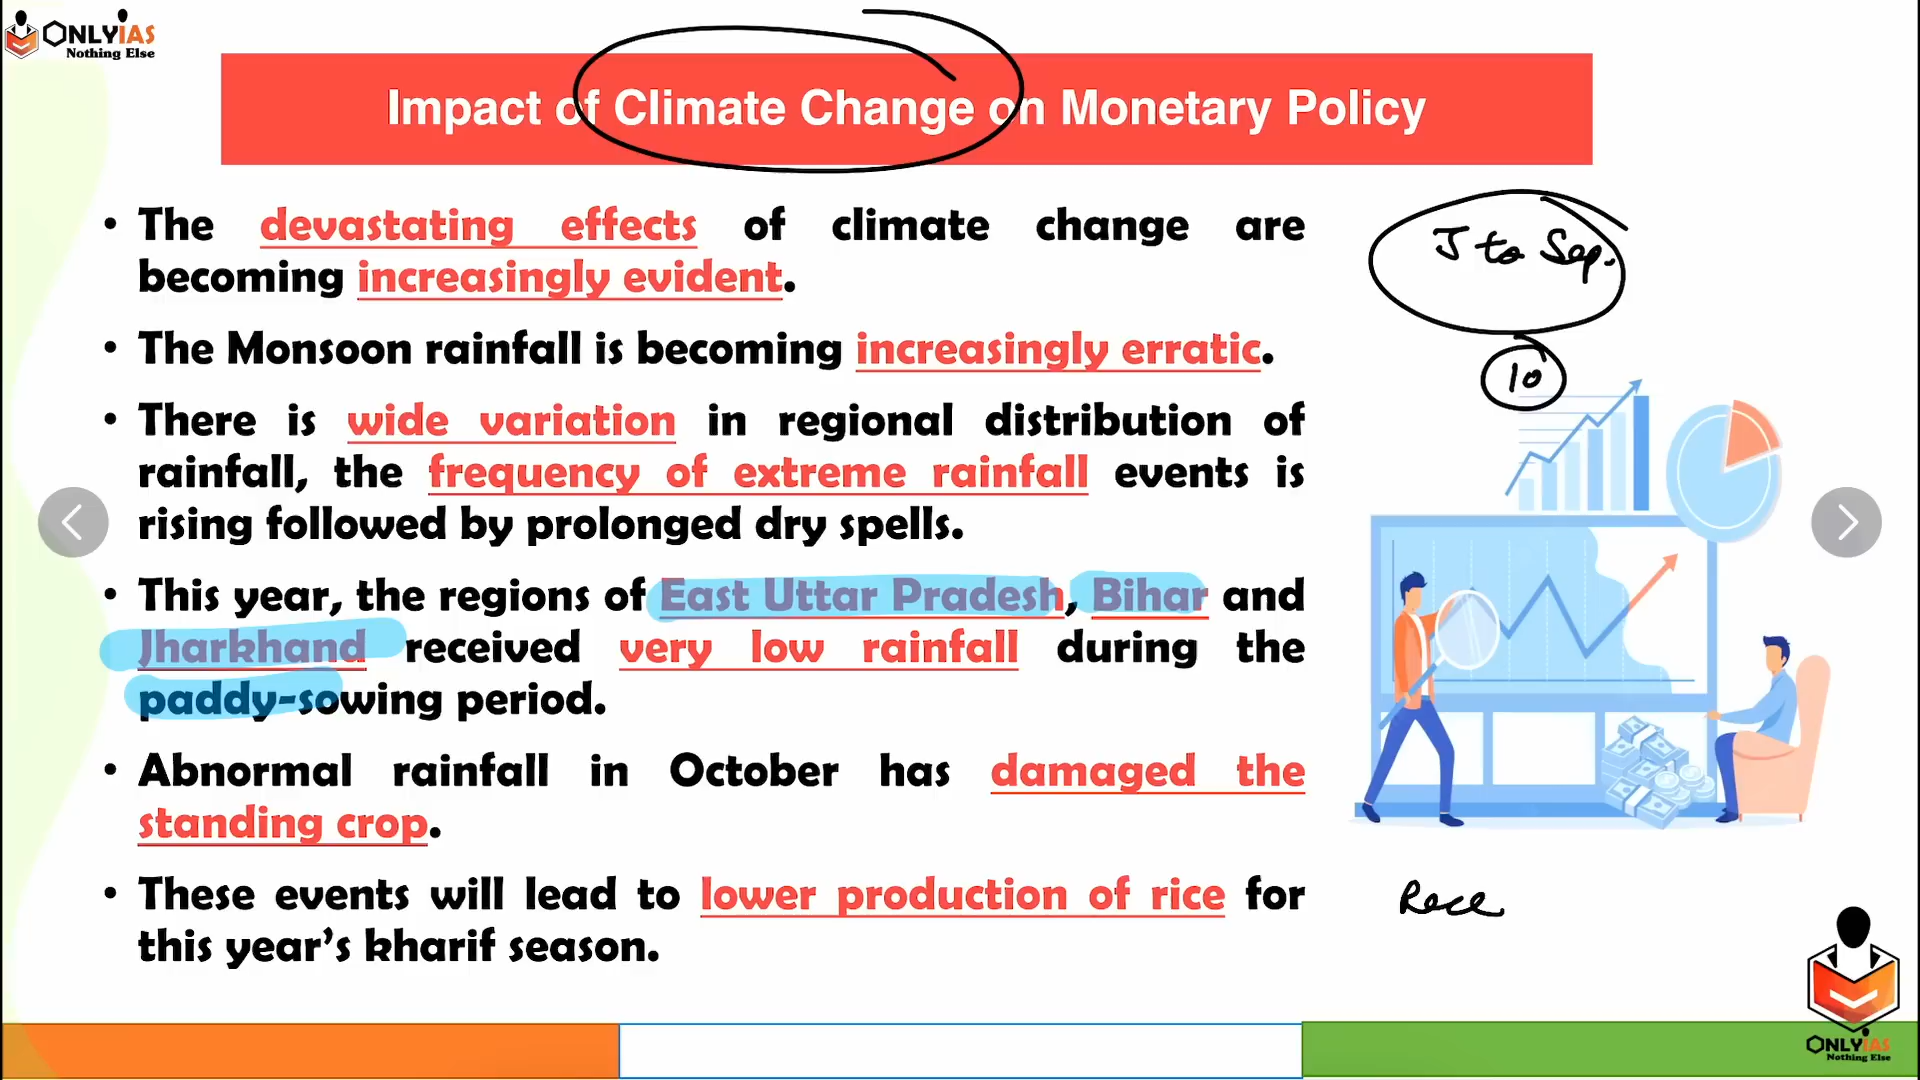 ONLYIAS
Nothing Else
Impact of Climate Change on Monetary Policy
• The devastating effects of climate change are
becoming increasingly evident.
• The Monsoon rainfall is becoming increasingly erratic.
• There is wide variation in regional distribution of
rainfall, the frequency of extreme rainfall events is
rising followed by prolonged dry spells.
• This year, the regions of East Uttar Pradesh, Bihar and
Jharkhand received very low rainfall during the
paddy-sowing period.
• Abnormal rainfall in October has damaged the
standing crop.
• These events will lead to lower production of rice for
this year's kharif season.
J to Sep.
10
ONLYIAS
Nothing Else